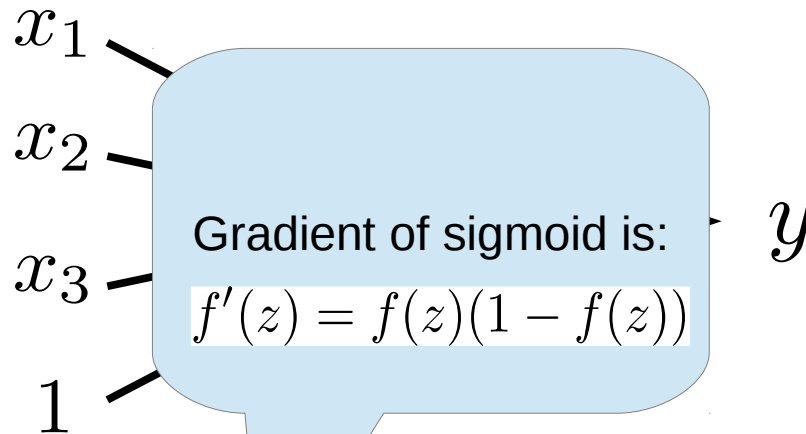 x₁
x₂
x₃
1
Gradient of sigmoid is:
f′(z) = f(z)(1 − f(z))
y